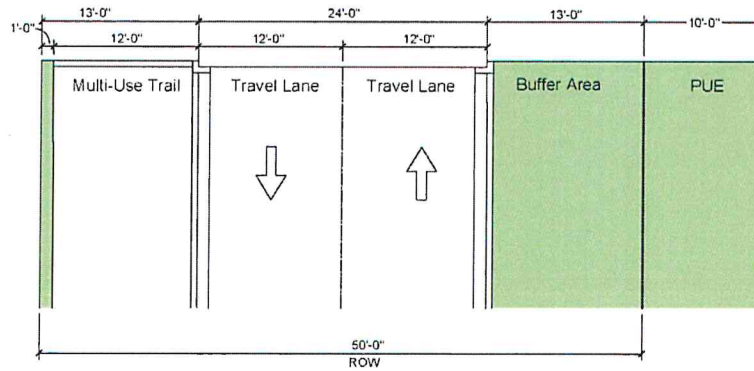 13'-0" 24'-0" 13'-0" 10'-0"
1'-0" 12'-0" 12'-0" 12'-0"
Multi-Use Trail Travel Lane Travel Lane Buffer Area PUE
50'-0"
ROW